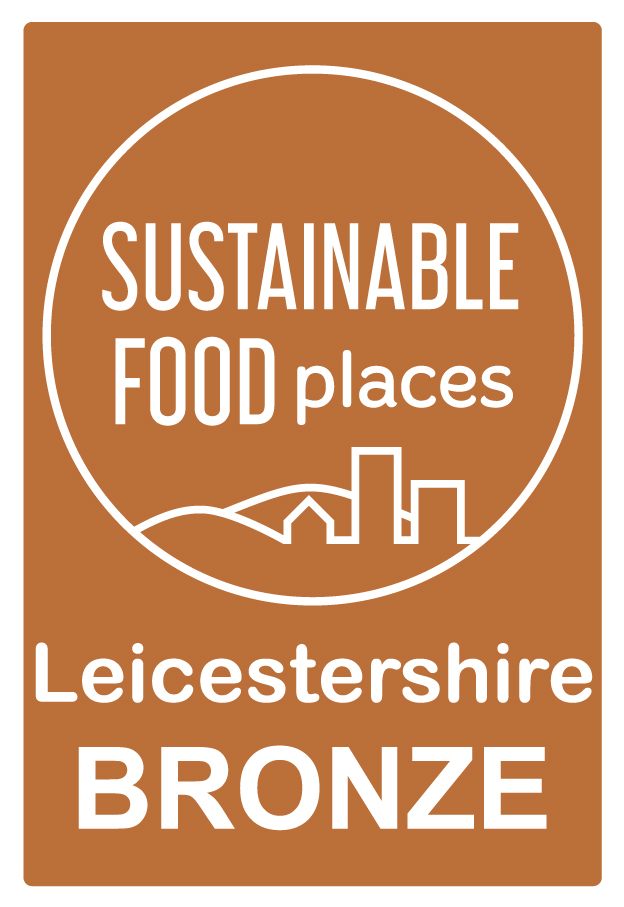 SUSTAINABLE
FOOD places
Leicestershire
BRONZE